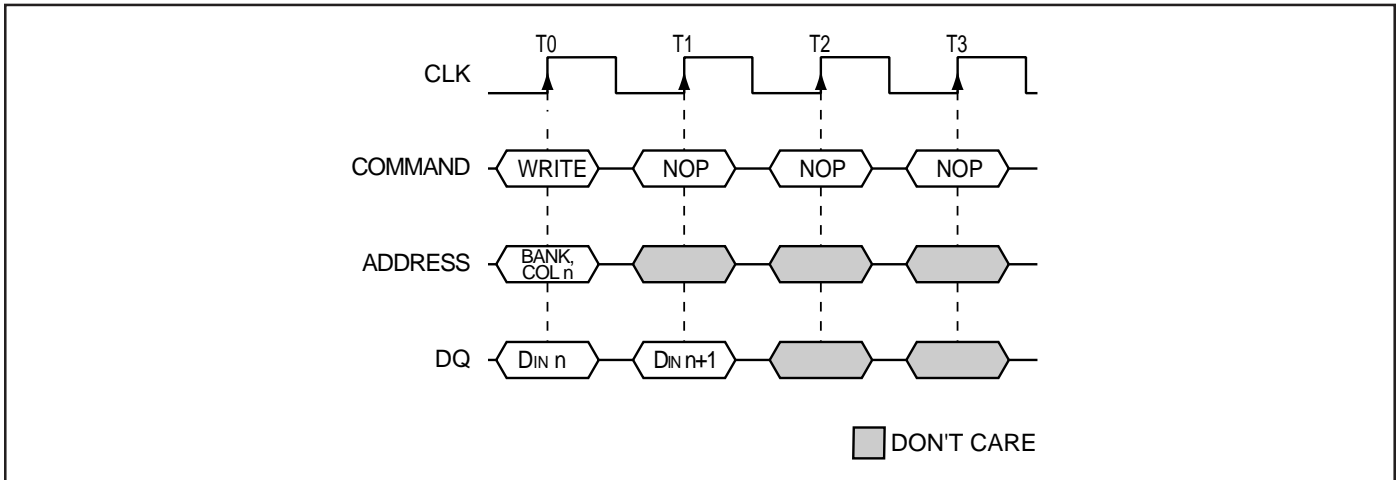 T0 T1 T2 T3
CLK
COMMAND WRITE NOP NOP NOP
ADDRESS BANK,
COL n
DQ DIN n DIN n+1
DON'T CARE